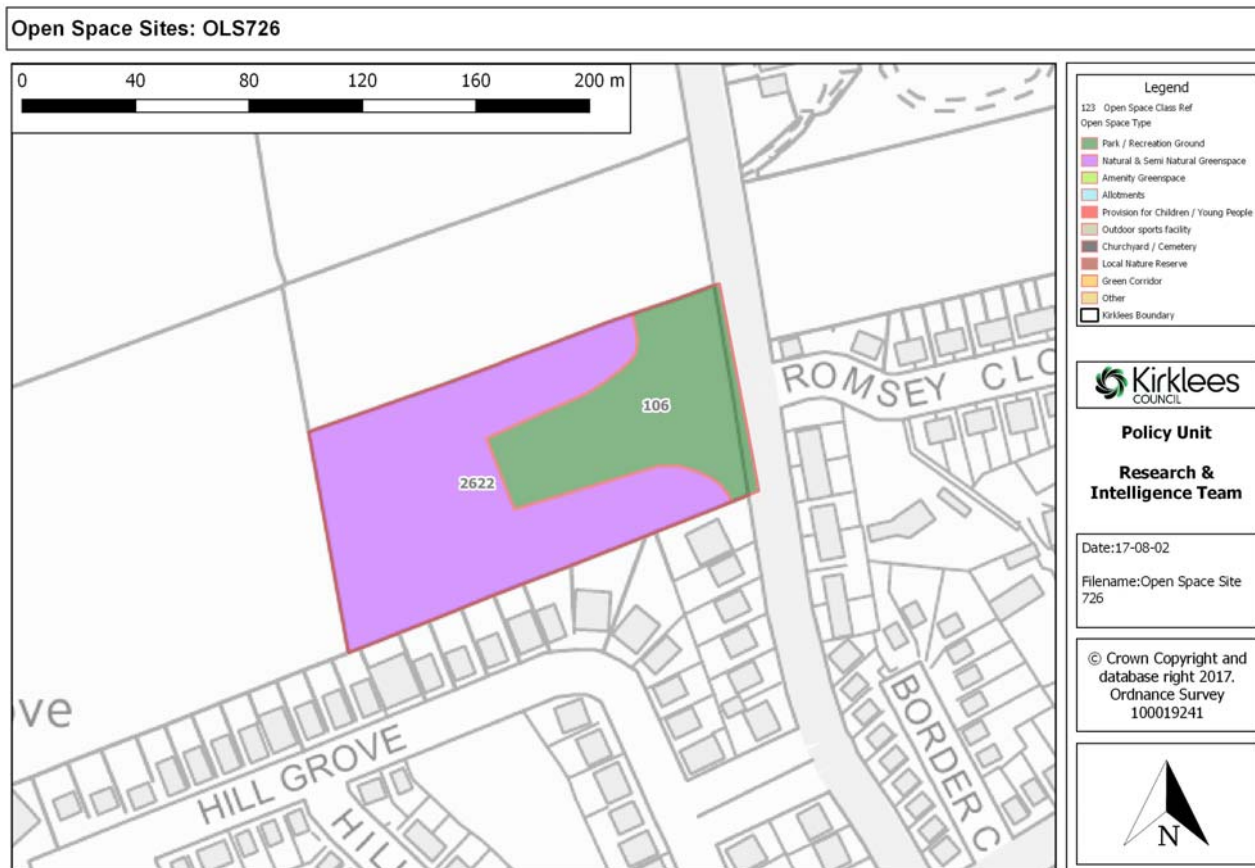 Open Space Sites: OLS726
0 40 80 120 160 200 m
ROMSEY CLO
106
2622
ove
HILL GROVE
HIL
BORDER C
Legend
123 Open Space Class Ref
Open Space Type
Park / Recreation Ground
Natural & Semi Natural Greenspace
Amenity Greenspace
Allotments
Provision for Children / Young People
Outdoor sports facility
Churchyard / Cemetery
Local Nature Reserve
Green Corridor
Other
Kirklees Boundary
Kirklees
COUNCIL
Policy Unit
Research &
Intelligence Team
Date:17-08-02
Filename:Open Space Site
726
© Crown Copyright and
database right 2017.
Ordnance Survey
100019241
N